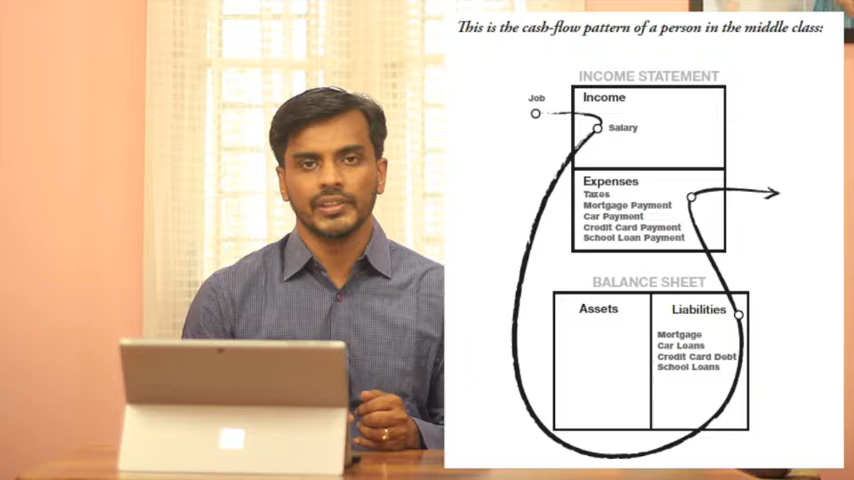 This is the cash-flow pattern of a person in the middle class:
INCOME STATEMENT
Job
Income
Salary
Expenses
Taxes
Mortgage Payment
Car Payment
Credit Card Payment
School Loan Payment
BALANCE SHEET
Assets
Liabilities
Mortgage
Car Loans
Credit Card Debt
School Loans